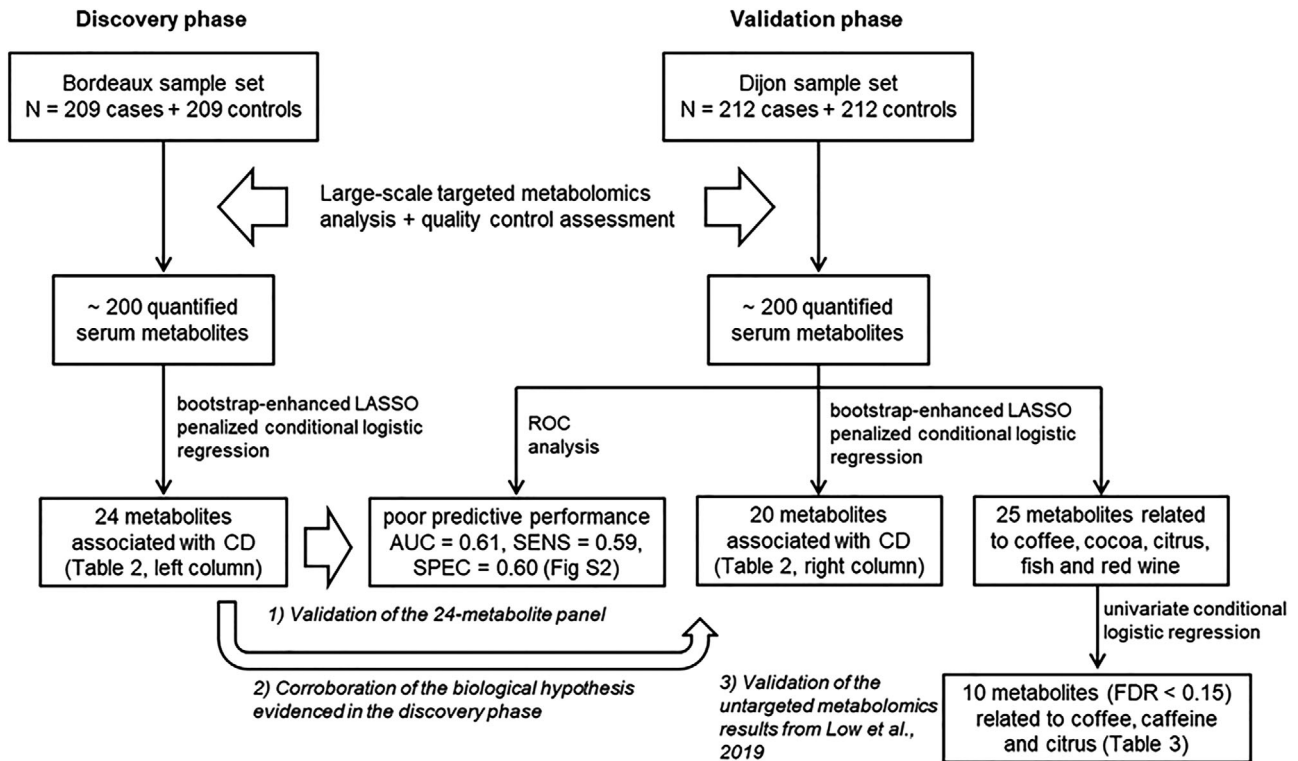 Discovery phase
Validation phase
Bordeaux sample set
N = 209 cases + 209 controls
Dijon sample set
N = 212 cases + 212 controls
Large-scale targeted metabolomics
analysis + quality control assessment
~ 200 quantified
serum metabolites
~ 200 quantified
serum metabolites
bootstrap-enhanced LASSO
penalized conditional logistic
regression
ROC
analysis
bootstrap-enhanced LASSO
penalized conditional logistic
regression
24 metabolites
associated with CD
(Table 2, left column)
poor predictive performance
AUC = 0.61, SENS = 0.59,
SPEC = 0.60 (Fig S2)
20 metabolites
associated with CD
(Table 2, right column)
25 metabolites related
to coffee, cocoa, citrus,
fish and red wine
1) Validation of the 24-metabolite panel
univariate conditional
logistic regression
2) Corroboration of the biological hypothesis
evidenced in the discovery phase
3) Validation of the
untargeted metabolomics
results from Low et al.,
2019
10 metabolites (FDR < 0.15)
related to coffee, caffeine
and citrus (Table 3)